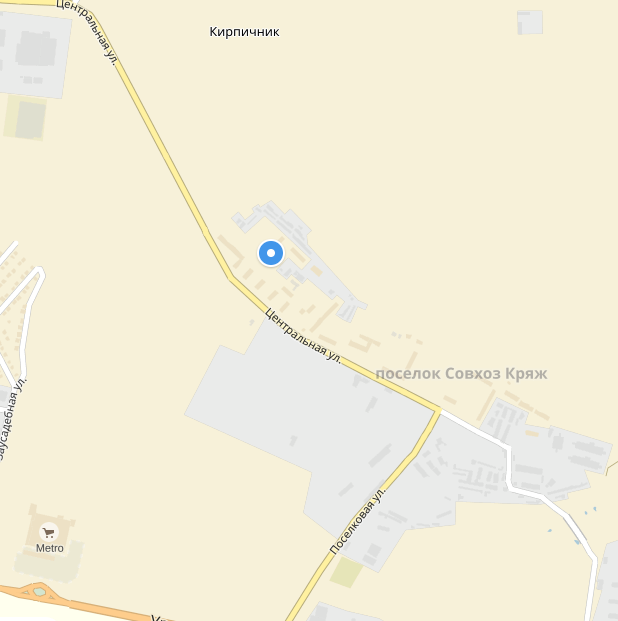 Центральная ул.
Кирпичник
Центральная ул.
поселок Совхоз Кряж
Заусадебная ул.
Поселковая ул.
Metro